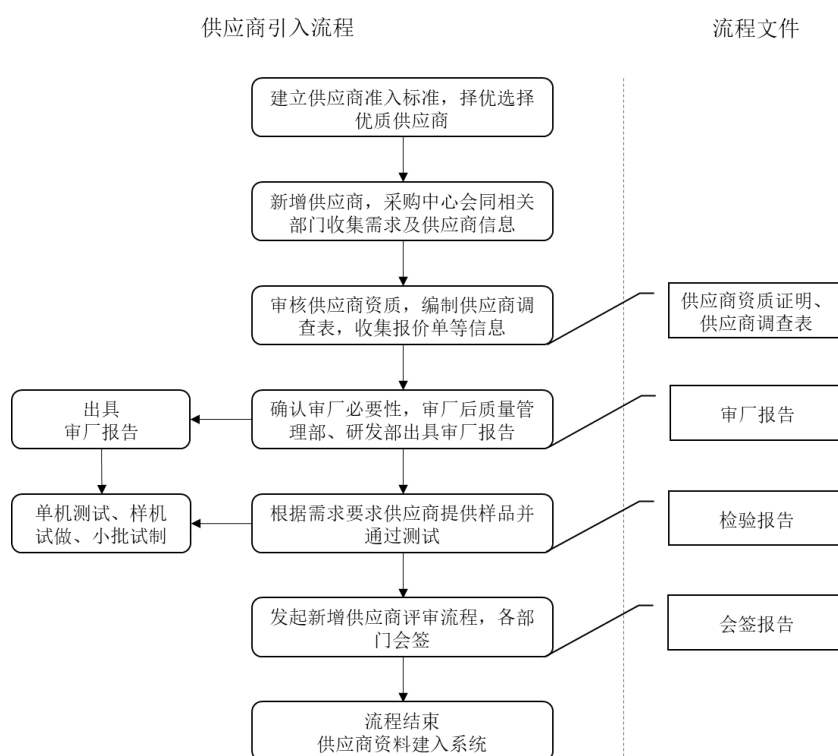 供应商引入流程
流程文件
建立供应商准入标准，择优选择
优质供应商
新增供应商，采购中心会同相关
部门收集需求及供应商信息
审核供应商资质，编制供应商调
查表，收集报价单等信息
供应商资质证明、
供应商调查表
出具
审厂报告
确认审厂必要性，审厂后质量管
理部、研发部出具审厂报告
审厂报告
单机测试、样机
试做、小批试制
根据需求要求供应商提供样品并
通过测试
检验报告
发起新增供应商评审流程，各部
门会签
会签报告
流程结束
供应商资料建入系统